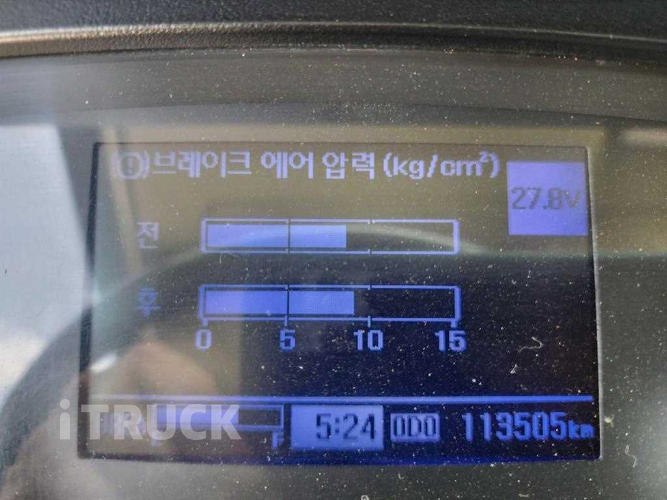 (!) 브레이크 에어 압력 (kg/cm²)
27.8V
전
후
0 5 10 15
iTRUCK
F 5:24 ODO 113505km